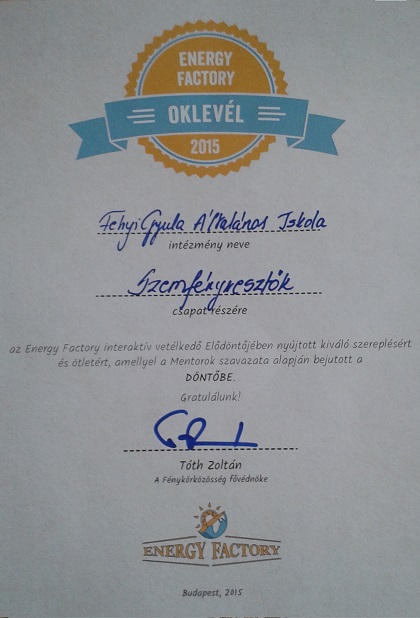 ENERGY
FACTORY
OKLEVÉL
2015
Fehyi Gyula Általános Iskola
intézmény neve
Szemfényvesztők
csapat részére
az Energy Factory interaktív vetélkedő Elődöntőjében nyújtott kiváló szereplésért
és ötletért, amellyel a Mentorok szavazata alapján bejutott a
DÖNTŐBE.
Gratulálunk!
Tóth Zoltán
A Fénykörközösség fővédnöke
ENERGY FACTORY
Budapest, 2015